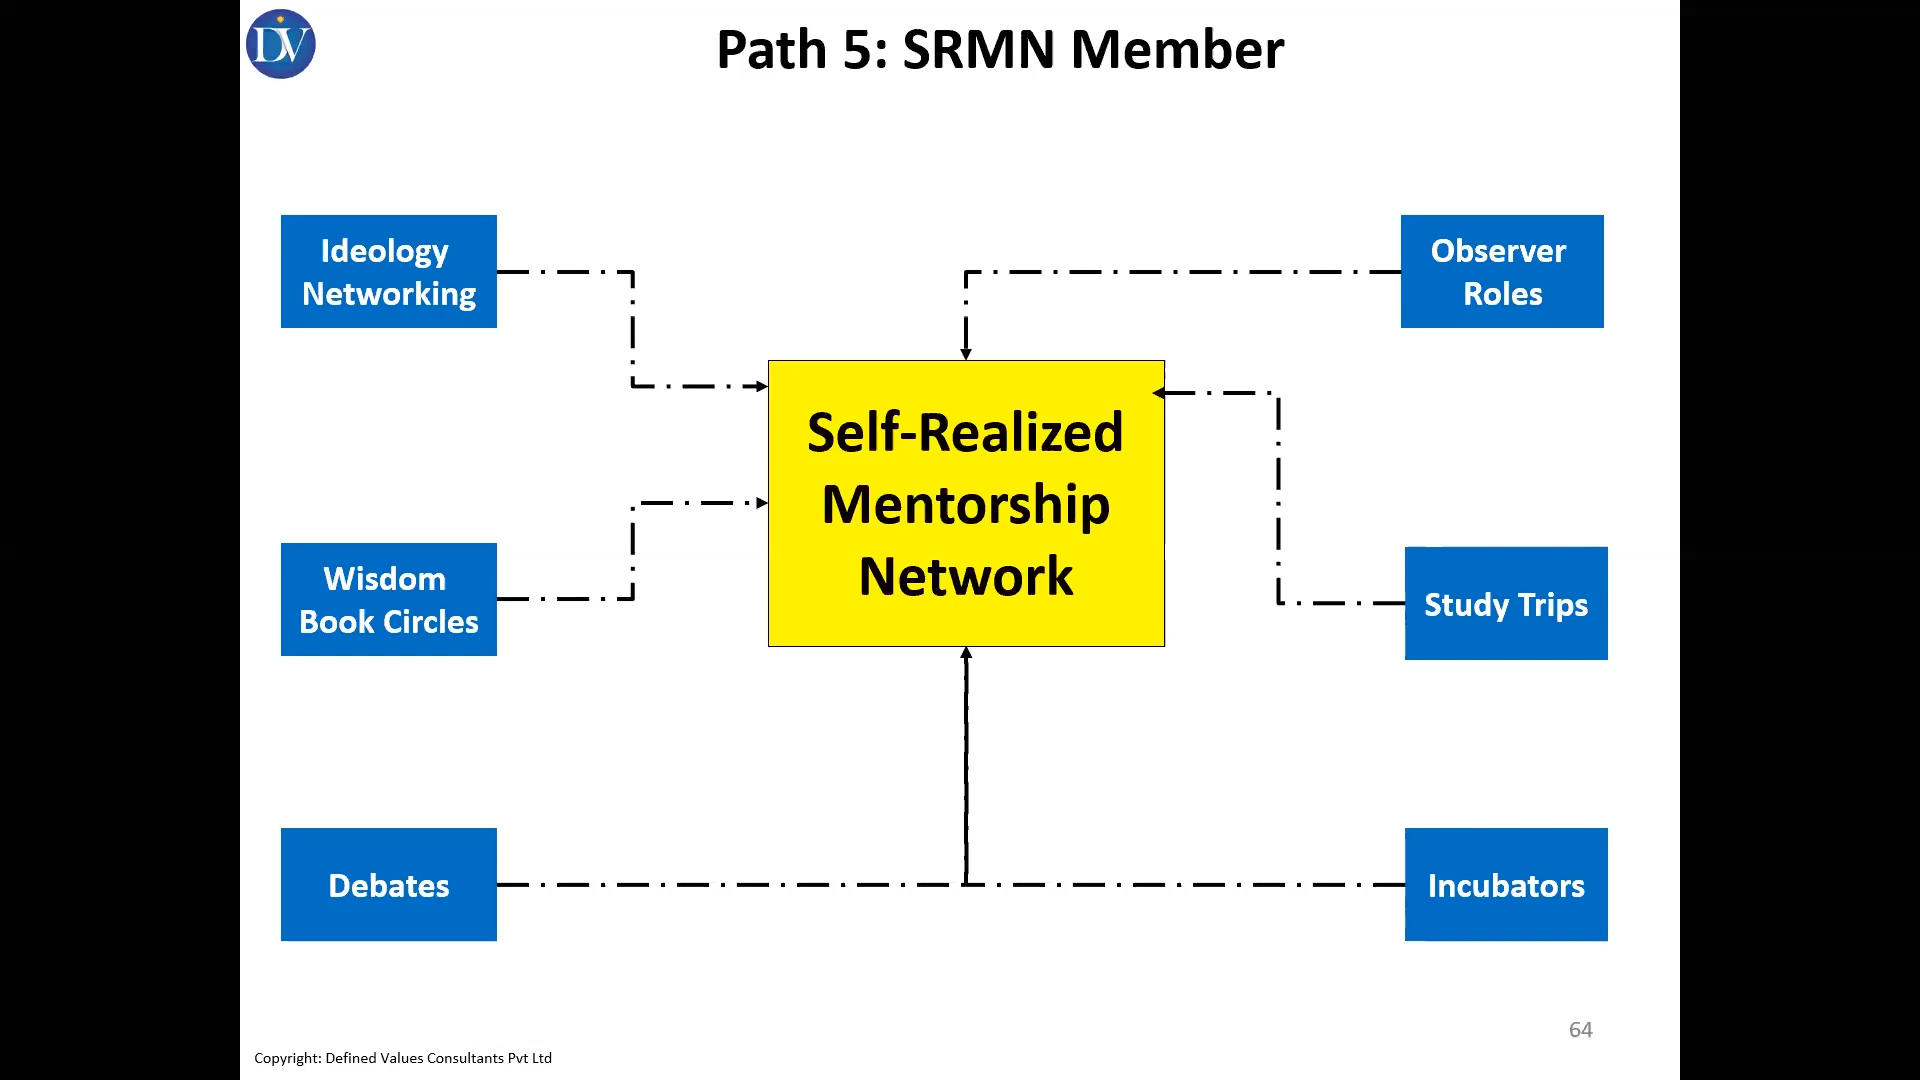 DV
Path 5: SRMN Member
Ideology
Networking
Observer
Roles
Self-Realized
Mentorship
Network
Wisdom
Book Circles
Study Trips
Debates
Incubators
64
Copyright: Defined Values Consultants Pvt Ltd